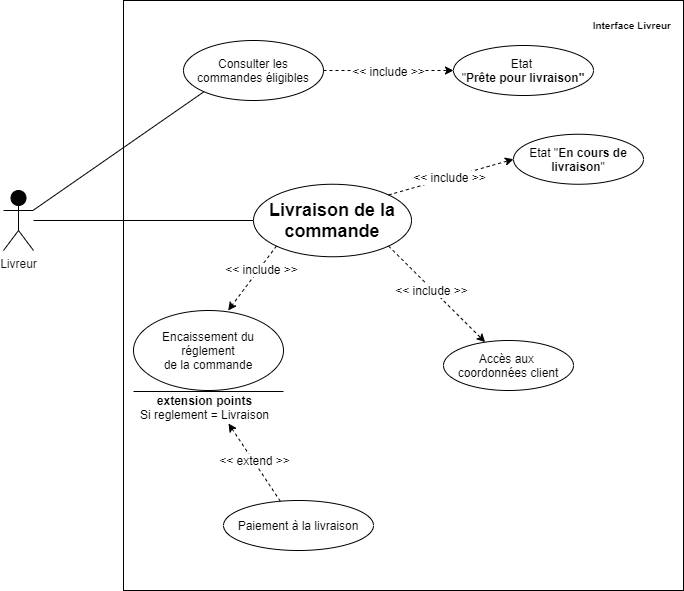 Interface Livreur
Consulter les
commandes éligibles
<< include >>
Etat
"Prête pour livraison"
Etat "En cours de
livraison"
<< include >>
Livraison de la
commande
Livreur
<< include >>
<< include >>
Encaissement du
réglement
de la commande
Accès aux
coordonnées client
extension points
Si reglement = Livraison
<< extend >>
Paiement à la livraison